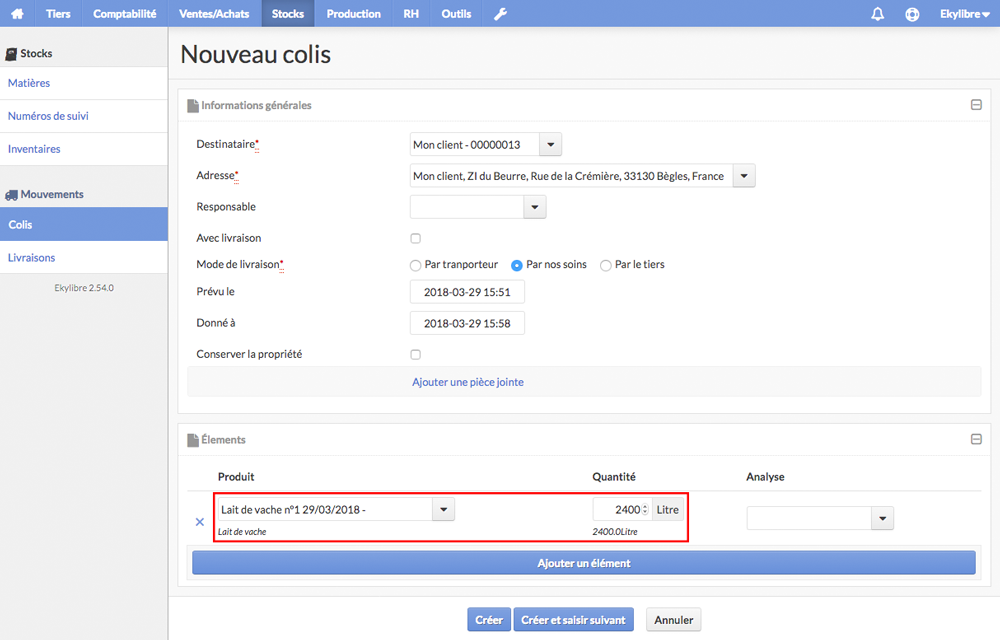 Tiers Comptabilité Ventes/Achats Stocks Production RH Outils Ekylibre
Stocks
Matières
Numéros de suivi
Inventaires
Mouvements
Colis
Livraisons
Ekylibre 2.54.0
Nouveau colis
Informations générales
Destinataire* Mon client - 00000013
Adresse* Mon client, ZI du Beurre, Rue de la Crémière, 33130 Bègles, France
Responsable
Avec livraison
Mode de livraison* Par tranporteur Par nos soins Par le tiers
Prévu le 2018-03-29 15:51
Donné à 2018-03-29 15:58
Conserver la propriété
Ajouter une pièce jointe
Élements
Produit Quantité Analyse
Lait de vache n°1 29/03/2018 - 2400 Litre
Lait de vache 2400.0Litre
Ajouter un élément
Créer Créer et saisir suivant Annuler